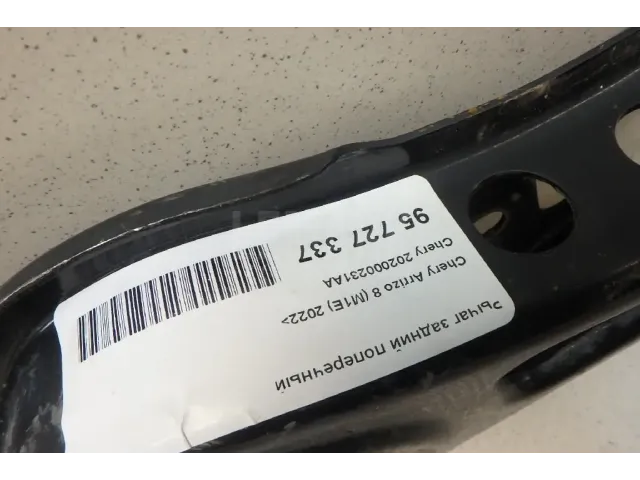 95 727 337
Chery 202000231AA
Chery Arrizo 8 (M1E) 2022>
Рычаг задний поперечный